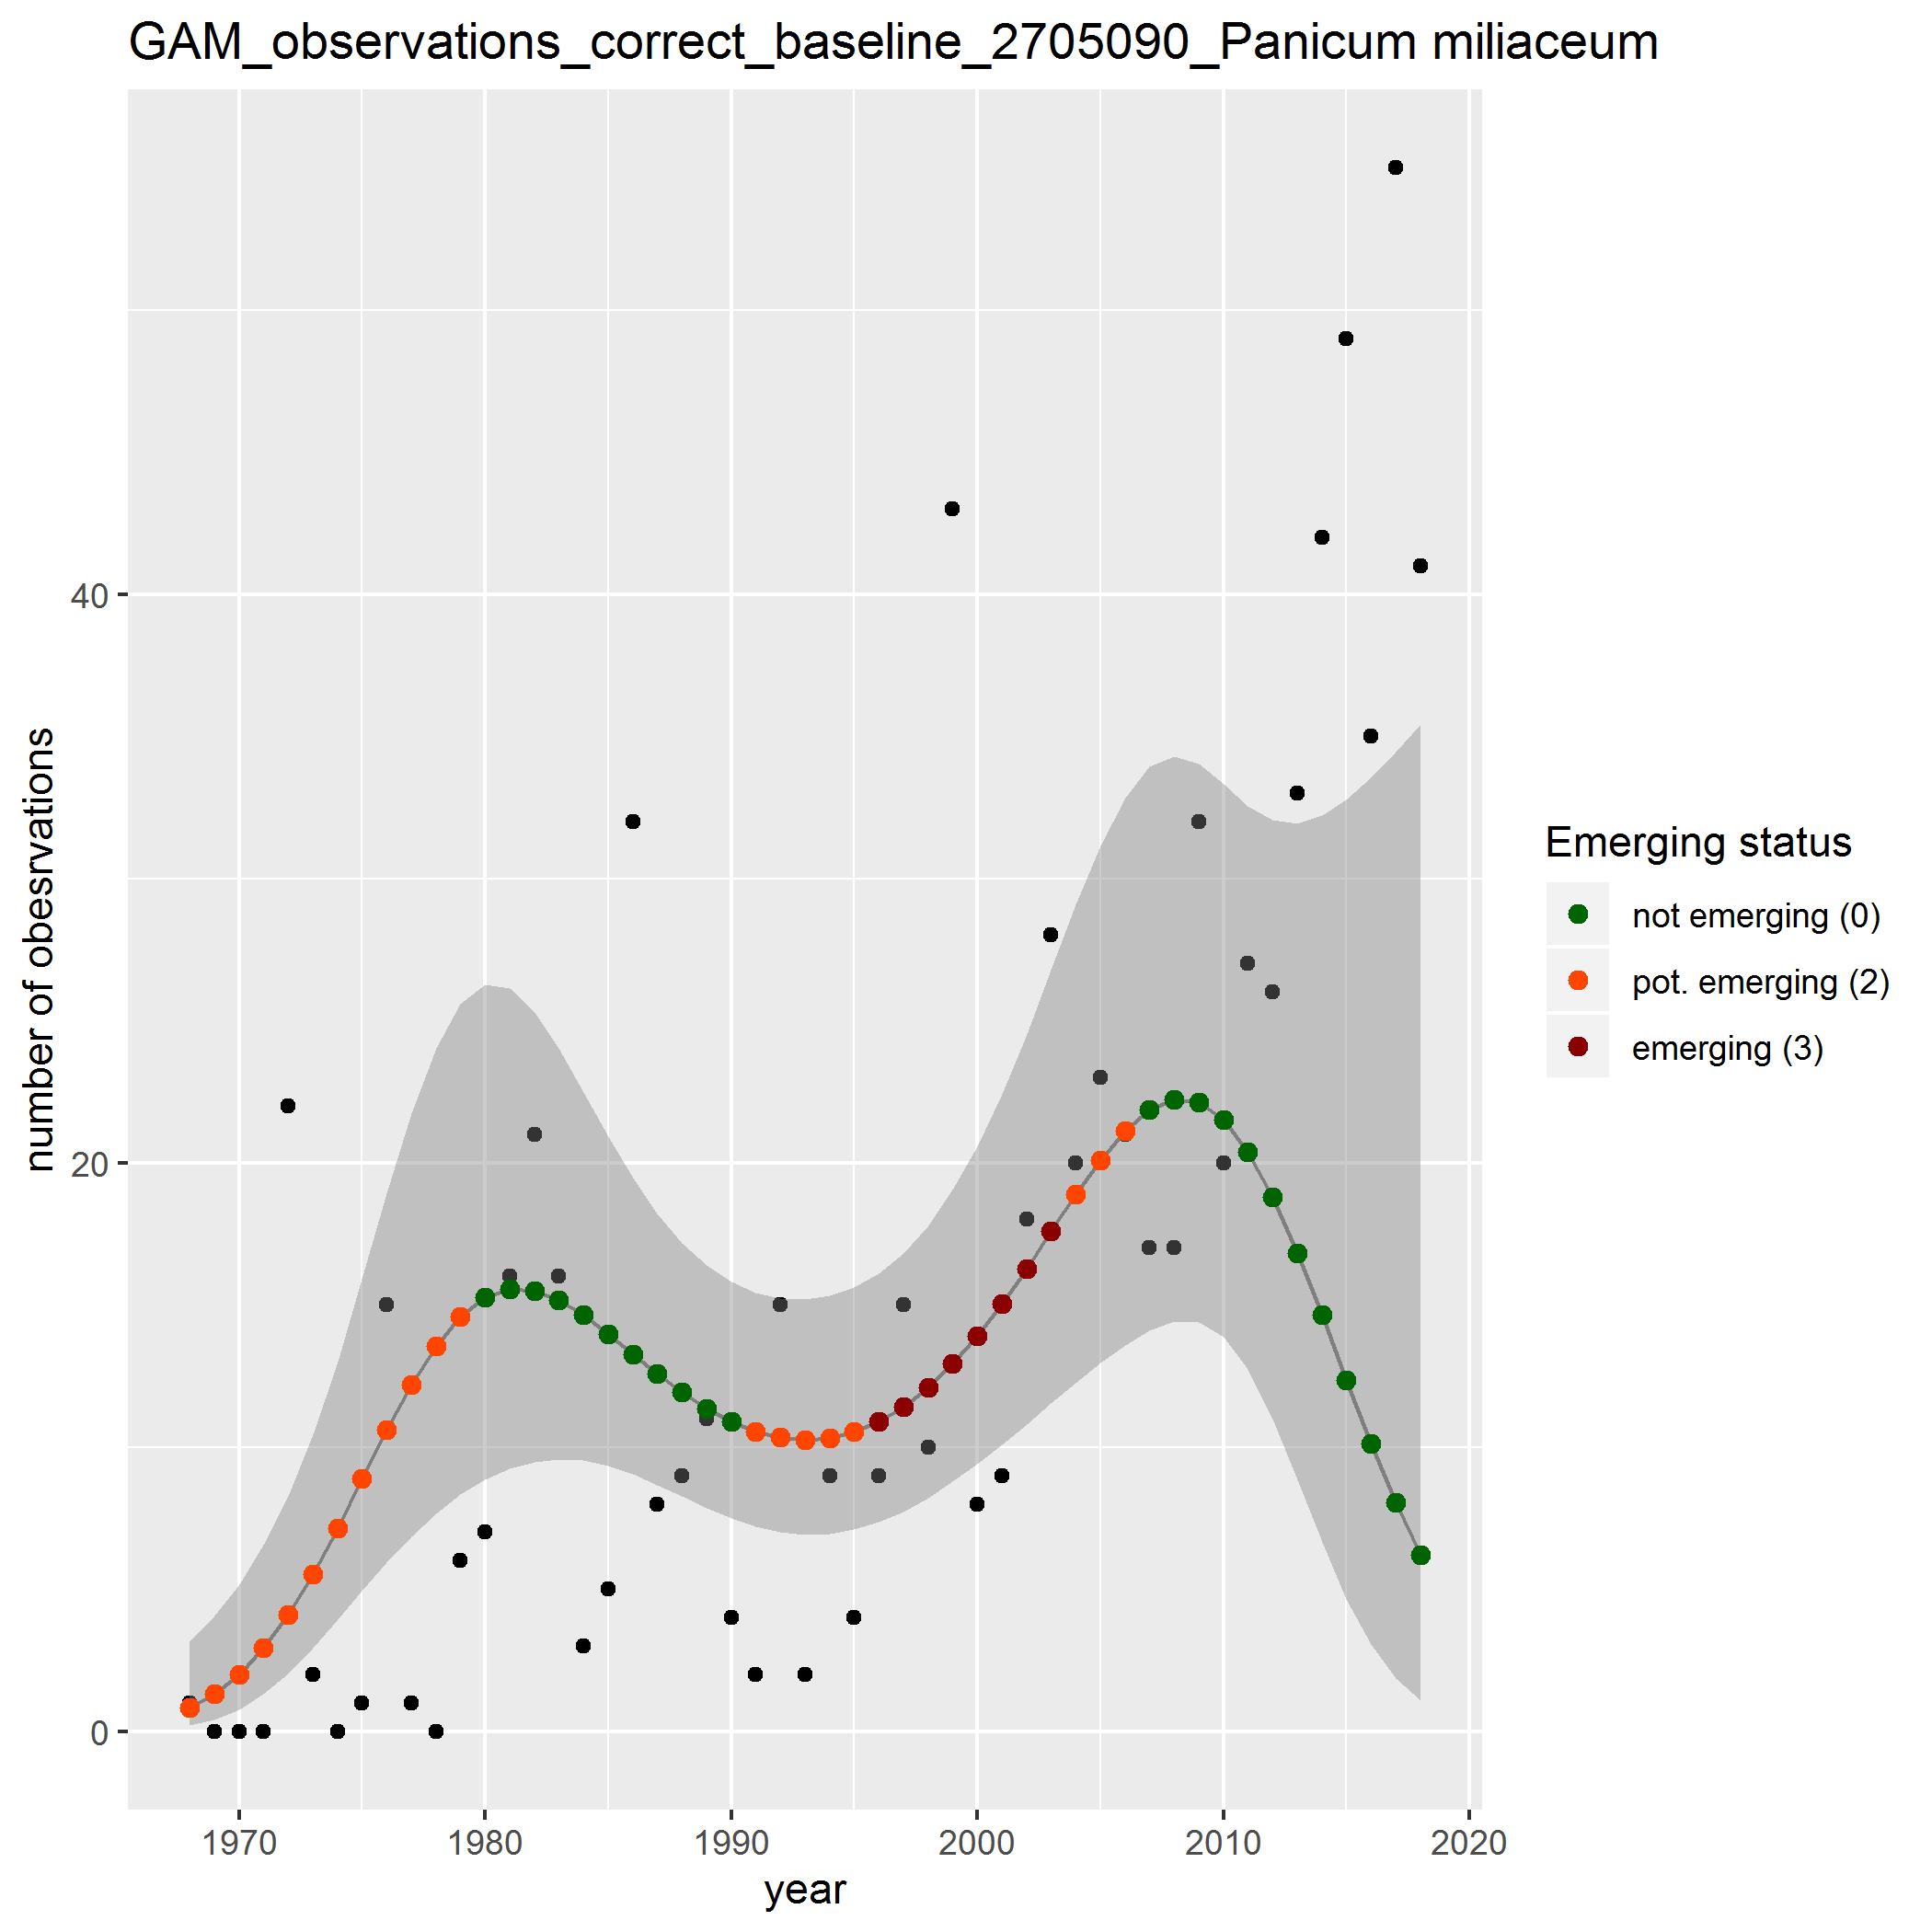 GAM_observations_correct_baseline_2705090_Panicum miliaceum
number of obesrvations
40
20
0
1970 1980 1990 2000 2010 2020
year
Emerging status
not emerging (0)
pot. emerging (2)
emerging (3)